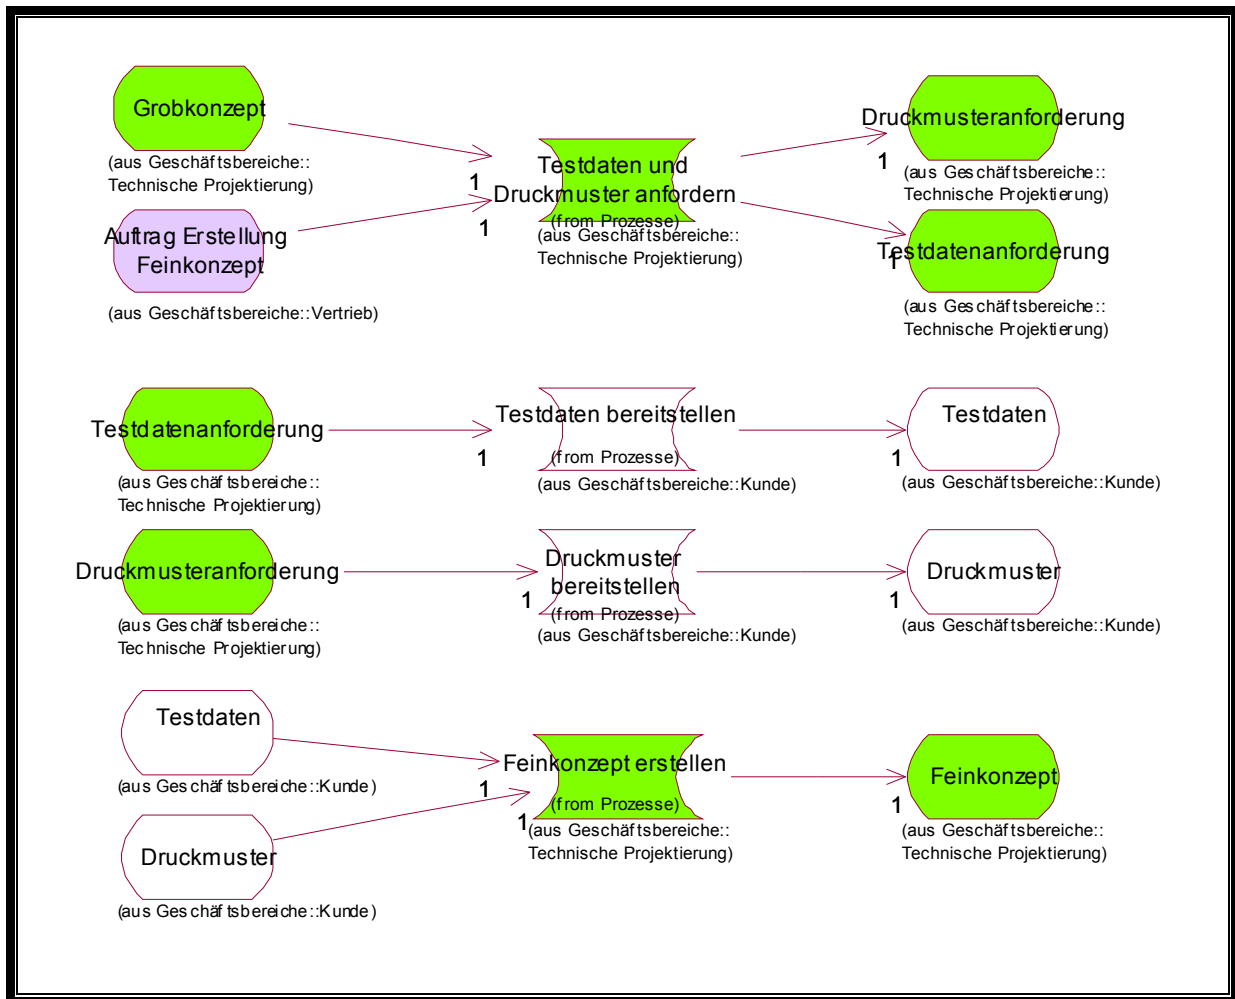 Grobkonzept
(aus Geschäftsbereiche::
Technische Projektierung)
Auftrag Erstellung
Feinkonzept
(aus Geschäftsbereiche::Vertrieb)
1
1
Testdaten und
Druckmuster anfordern
(from Prozesse)
(aus Geschäftsbereiche::
Technische Projektierung)
Druckmusteranforderung
1
(aus Geschäftsbereiche::
Technische Projektierung)
Testdatenanforderung
1
(aus Geschäftsbereiche::
Technische Projektierung)
Testdatenanforderung
(aus Geschäftsbereiche::
Technische Projektierung)
1
Testdaten bereitstellen
(from Prozesse)
(aus Geschäftsbereiche::Kunde)
1
Testdaten
(aus Geschäftsbereiche::Kunde)
Druckmusteranforderung
(aus Geschäftsbereiche::
Technische Projektierung)
1
Druckmuster
bereitstellen
(from Prozesse)
(aus Geschäftsbereiche::Kunde)
1
Druckmuster
(aus Geschäftsbereiche::Kunde)
Testdaten
(aus Geschäftsbereiche::Kunde)
Druckmuster
(aus Geschäftsbereiche::Kunde)
1
1
Feinkonzept erstellen
(from Prozesse)
(aus Geschäftsbereiche::
Technische Projektierung)
1
Feinkonzept
(aus Geschäftsbereiche::
Technische Projektierung)